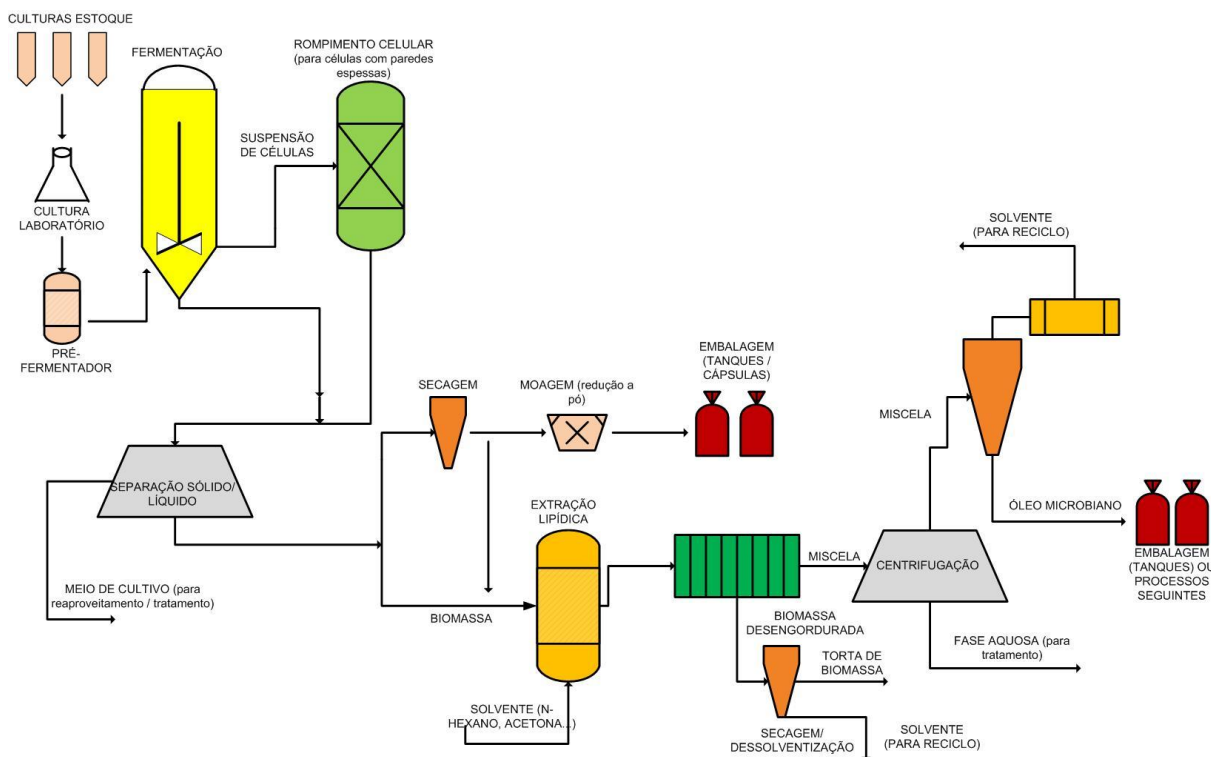 CULTURAS ESTOQUE
FERMENTAÇÃO
ROMPIMENTO CELULAR
(para células com paredes
espessas)
SUSPENSÃO
DE CÉLULAS
CULTURA
LABORATÓRIO
PRÉ-
FERMENTADOR
SOLVENTE
(PARA RECICLO)
SECAGEM
MOAGEM (redução a
pó)
EMBALAGEM
(TANQUES /
CÁPSULAS)
MISCELA
SEPARAÇÃO SÓLIDO/
LÍQUIDO
EXTRAÇÃO
LIPÍDICA
ÓLEO MICROBIANO
MISCELA
CENTRIFUGAÇÃO
EMBALAGEM
(TANQUES) OU
PROCESSOS
SEGUINTES
MEIO DE CULTIVO (para
reaproveitamento / tratamento)
BIOMASSA
BIOMASSA
DESENGORDURADA
FASE AQUOSA (para
tratamento)
TORTA DE
BIOMASSA
SOLVENTE (N-
HEXANO, ACETONA...)
SECAGEM/
DESSOLVENTIZAÇÃO
SOLVENTE
(PARA RECICLO)